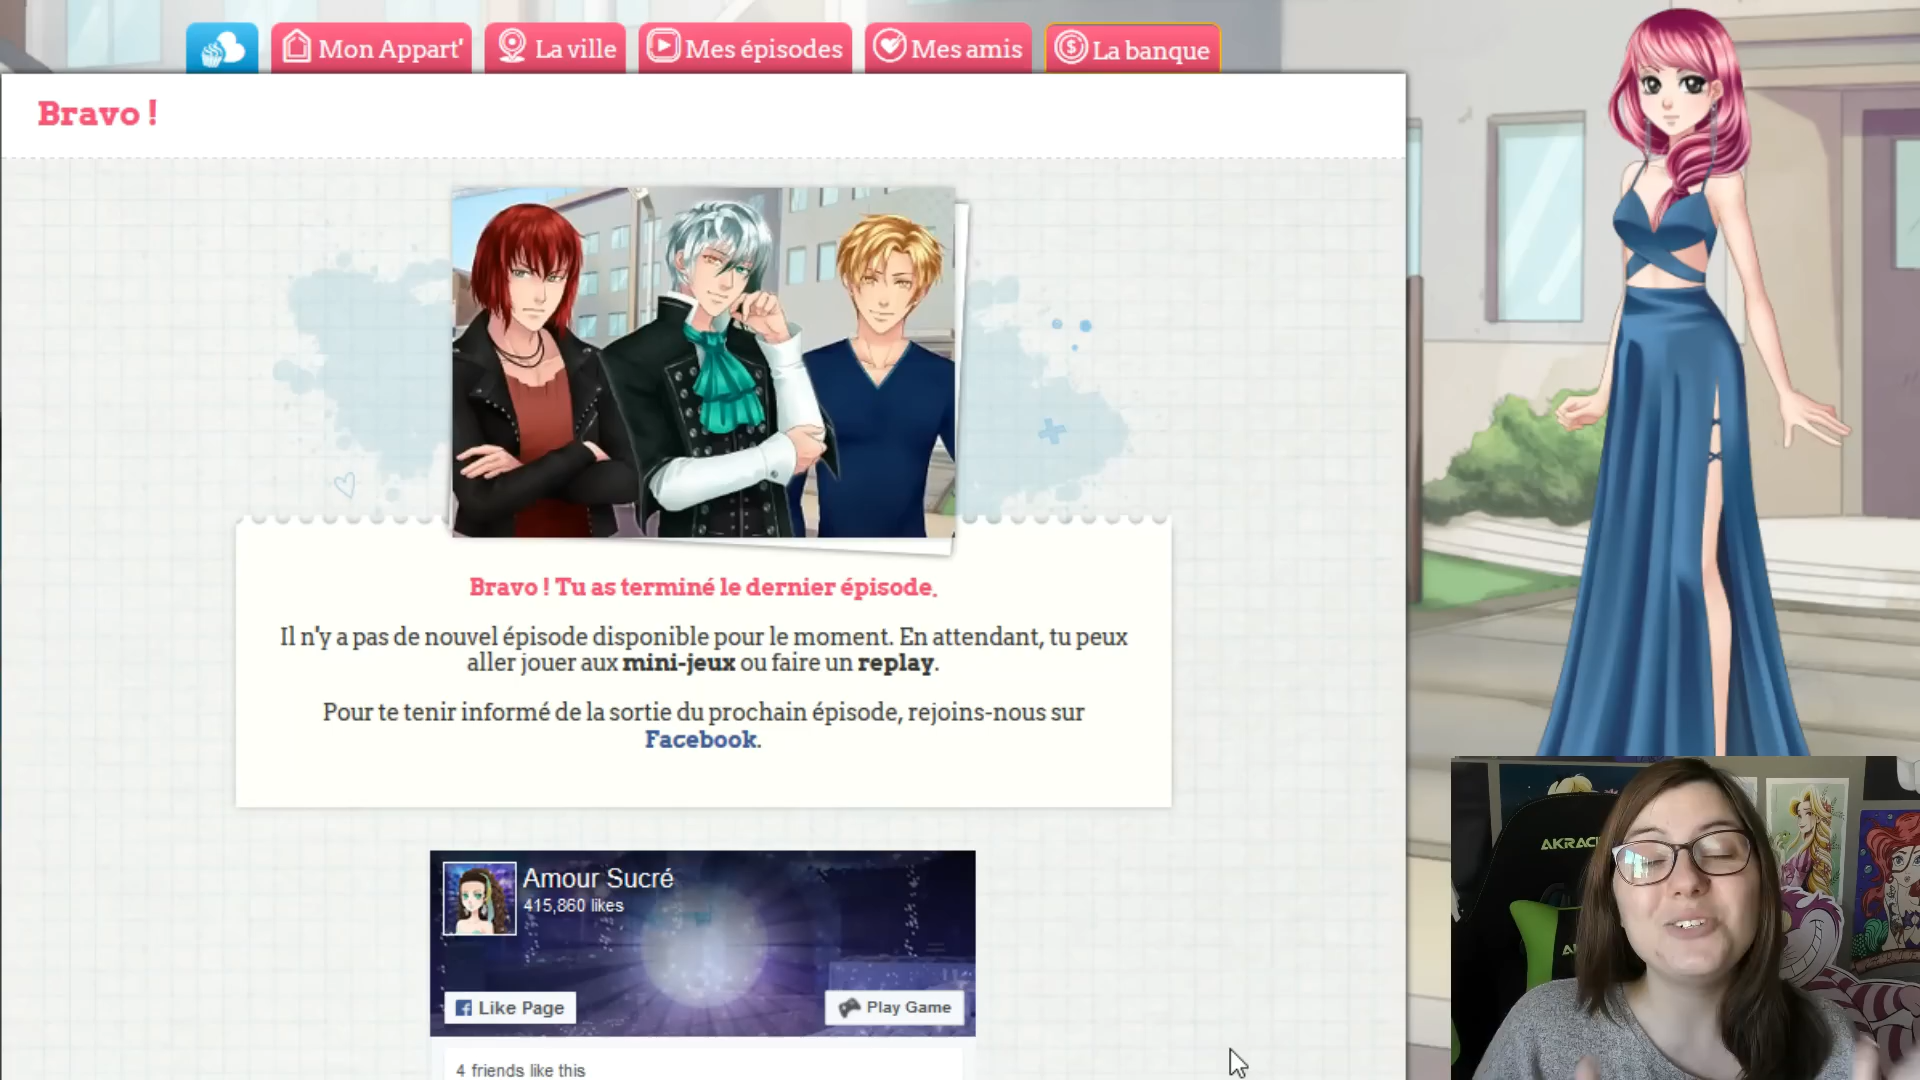 Mon Appart'
La ville
Mes épisodes
Mes amis
La banque
Bravo !
Bravo ! Tu as terminé le dernier épisode.
Il n'y a pas de nouvel épisode disponible pour le moment. En attendant, tu peux
aller jouer aux mini-jeux ou faire un replay.
Pour te tenir informé de la sortie du prochain épisode, rejoins-nous sur
Facebook.
Amour Sucré
415,860 likes
Like Page
Play Game
4 friends like this